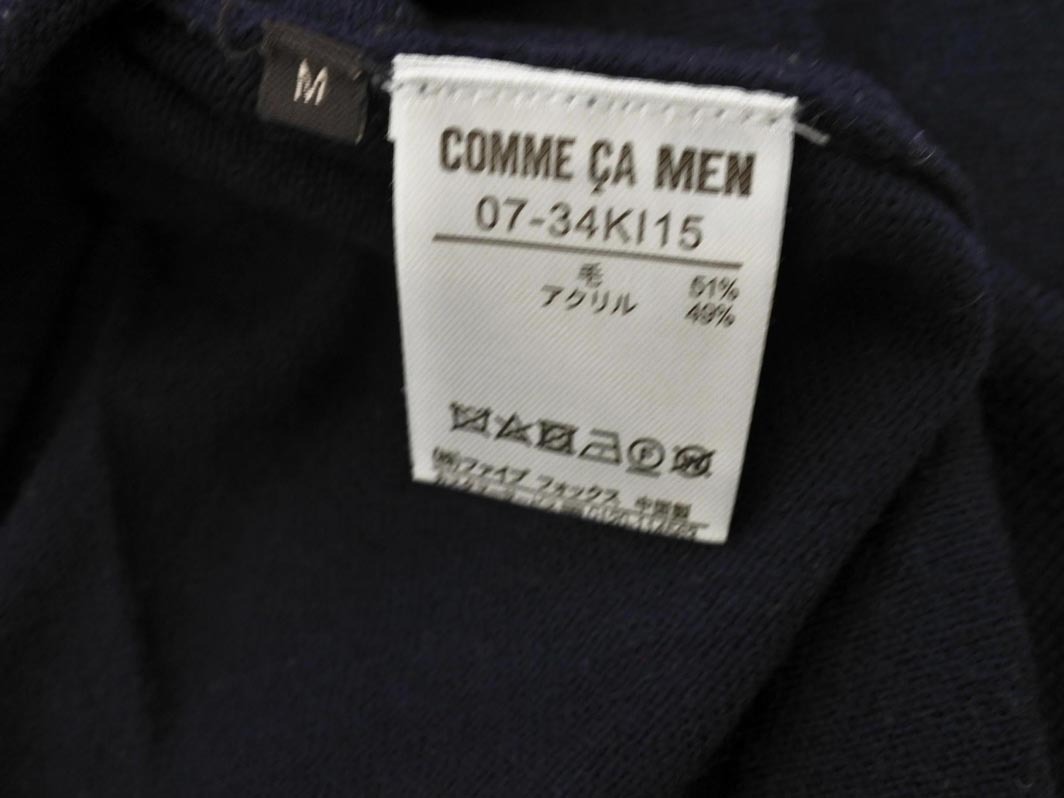 M
COMME ÇA MEN
07-34KI15
毛 51%
アクリル 49%
F
W
(株)ファイブ フォックス 中国製